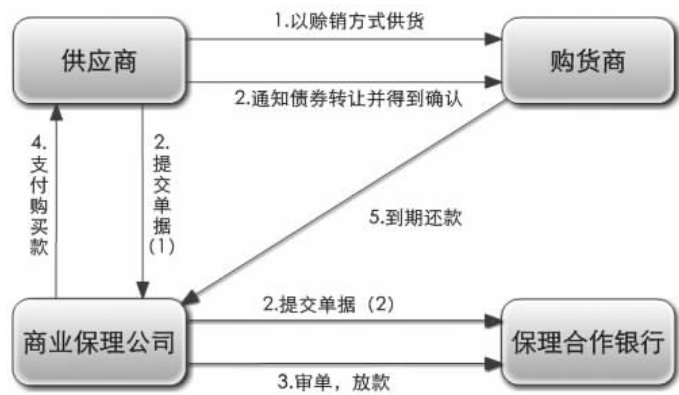 1.以赊销方式供货
供应商
购货商
2.通知债券转让并得到确认
4.支付购买款
2.提交单据(1)
5.到期还款
2.提交单据（2）
商业保理公司
保理合作银行
3.审单，放款